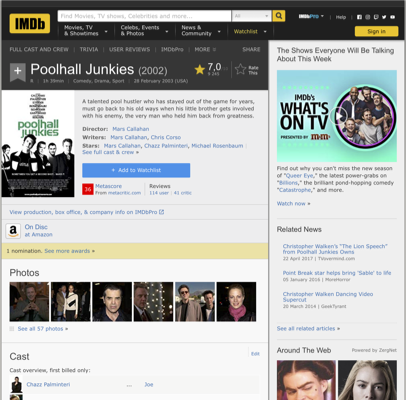 IMDb
Find Movies, TV shows, Celebrities and more...
All
IMDbPro
Help
Movies, TV & Showtimes
Celebs, Events & Photos
News & Community
Watchlist
Sign in
FULL CAST AND CREW | TRIVIA | USER REVIEWS | IMDbPro | MORE
SHARE
Poolhall Junkies (2002)
7,0
Rate This
R | 1h 39min | Comedy, Drama, Sport | 28 February 2003 (USA)
poolhall junkies
A talented pool hustler who has stayed out of the game for years, must go back to his old ways when his little brother gets involved with his enemy, the very man who held him back from greatness.
Director: Mars Callahan
Writers: Mars Callahan, Chris Corso
Stars: Mars Callahan, Chazz Palminteri, Michael Rosenbaum |
See full cast & crew »
+ Add to Watchlist
36
Metascore
From metacritic.com
Reviews
114 user | 41 critic
View production, box office, & company info on IMDbPro
On Disc
at Amazon
1 nomination. See more awards »
Photos
See all 57 photos »
Cast
Edit
Cast overview, first billed only:
Chazz Palminteri ... Joe
The Shows Everyone Will Be Talking About This Week
IMDb's
WHAT'S ON TV
PRESENTED BY
Find out why you can't miss the new season of "Queer Eye," the latest power-grabs on "Billions," the brilliant pond-hopping comedy "Catastrophe," and more.
Watch now »
Related News
Christopher Walken's "The Lion Speech" from Poolhall Junkies Owns
22 April 2017 | TVovermind.com
Point Break star helps bring 'Sable' to life
05 January 2016 | MoreHorror
Christopher Walken Dancing Video Supercut
20 March 2014 | GeekTyrant
See all related articles »
Around The Web
Powered by ZergNet